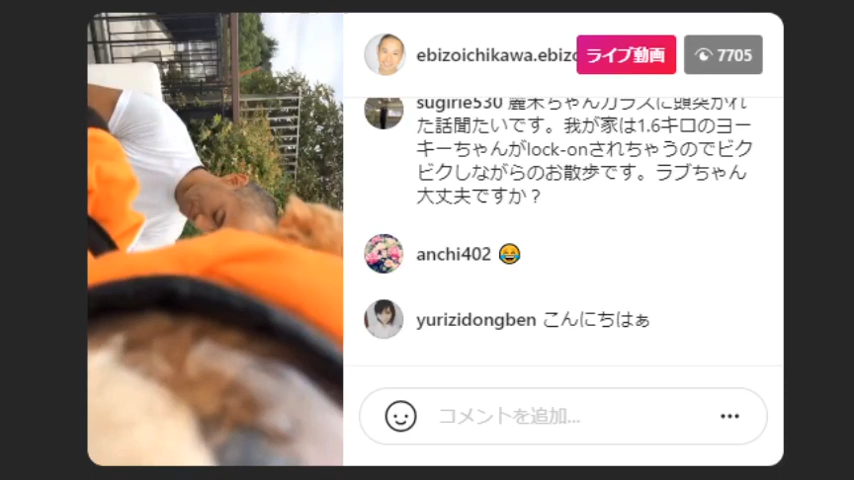 ebizoichikawa.ebizo
ライブ動画
7705
sugirie530 麗禾ちゃんカラスに頭突かれ
た話聞たいです。我が家は1.6キロのヨー
キーちゃんがlock-onされちゃうのでビク
ビクしながらのお散歩です。ラブちゃん
大丈夫ですか？
anchi402 😂
yurizidongben こんにちはぁ
コメントを追加...